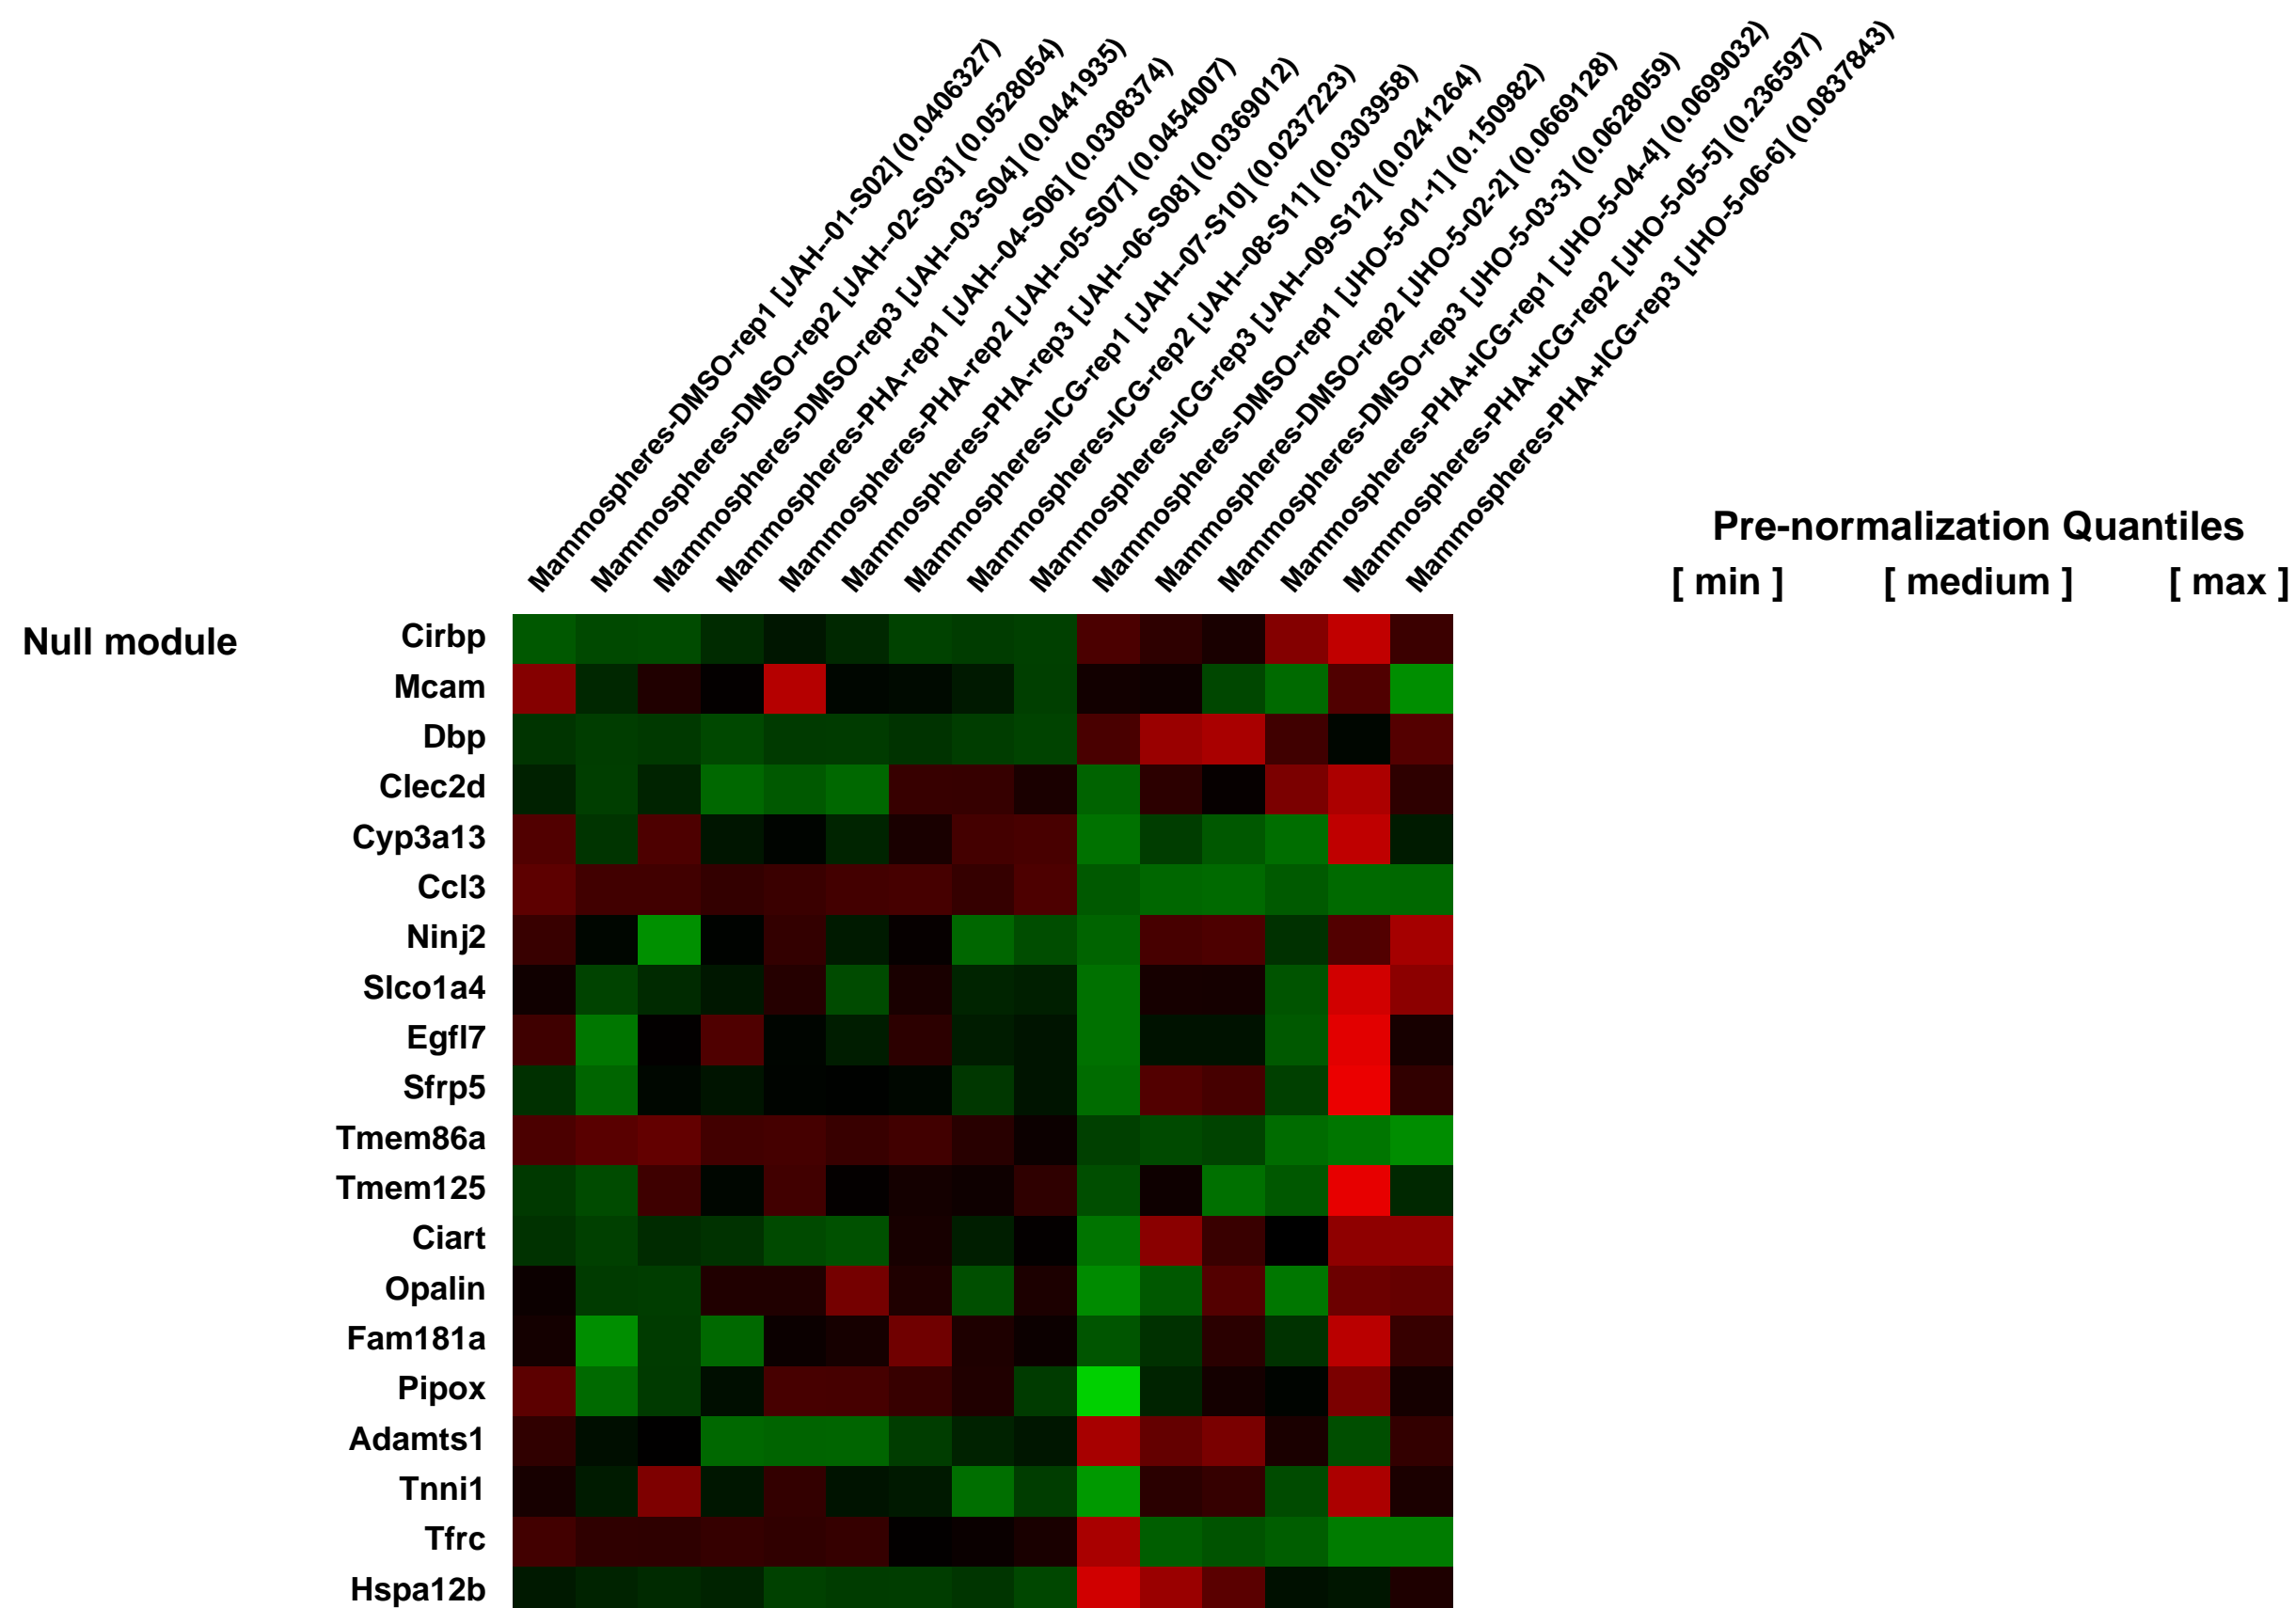 Mammospheres-DMSO-rep1 [JAH--01-S02] (0.0406327)
Mammospheres-DMSO-rep2 [JAH--02-S03] (0.0528054)
Mammospheres-DMSO-rep3 [JAH--03-S04] (0.0441935)
Mammospheres-PHA-rep1 [JAH--04-S06] (0.0308374)
Mammospheres-PHA-rep2 [JAH--05-S07] (0.0454007)
Mammospheres-PHA-rep3 [JAH--06-S08] (0.0369012)
Mammospheres-ICG-rep1 [JAH--07-S10] (0.0237223)
Mammospheres-ICG-rep2 [JAH--08-S11] (0.0303958)
Mammospheres-ICG-rep3 [JAH--09-S12] (0.0241264)
Mammospheres-DMSO-rep1 [JHO-5-01-1] (0.150982)
Mammospheres-DMSO-rep2 [JHO-5-02-2] (0.0669128)
Mammospheres-DMSO-rep3 [JHO-5-03-3] (0.0628059)
Mammospheres-PHA+ICG-rep1 [JHO-5-04-4] (0.0699032)
Mammospheres-PHA+ICG-rep2 [JHO-5-05-5] (0.236597)
Mammospheres-PHA+ICG-rep3 [JHO-5-06-6] (0.0837843)
Pre-normalization Quantiles
[ min ] [ medium ] [ max ]
Null module
Cirbp
Mcam
Dbp
Clec2d
Cyp3a13
Ccl3
Ninj2
Slco1a4
Egfl7
Sfrp5
Tmem86a
Tmem125
Ciart
Opalin
Fam181a
Pipox
Adamts1
Tnni1
Tfrc
Hspa12b